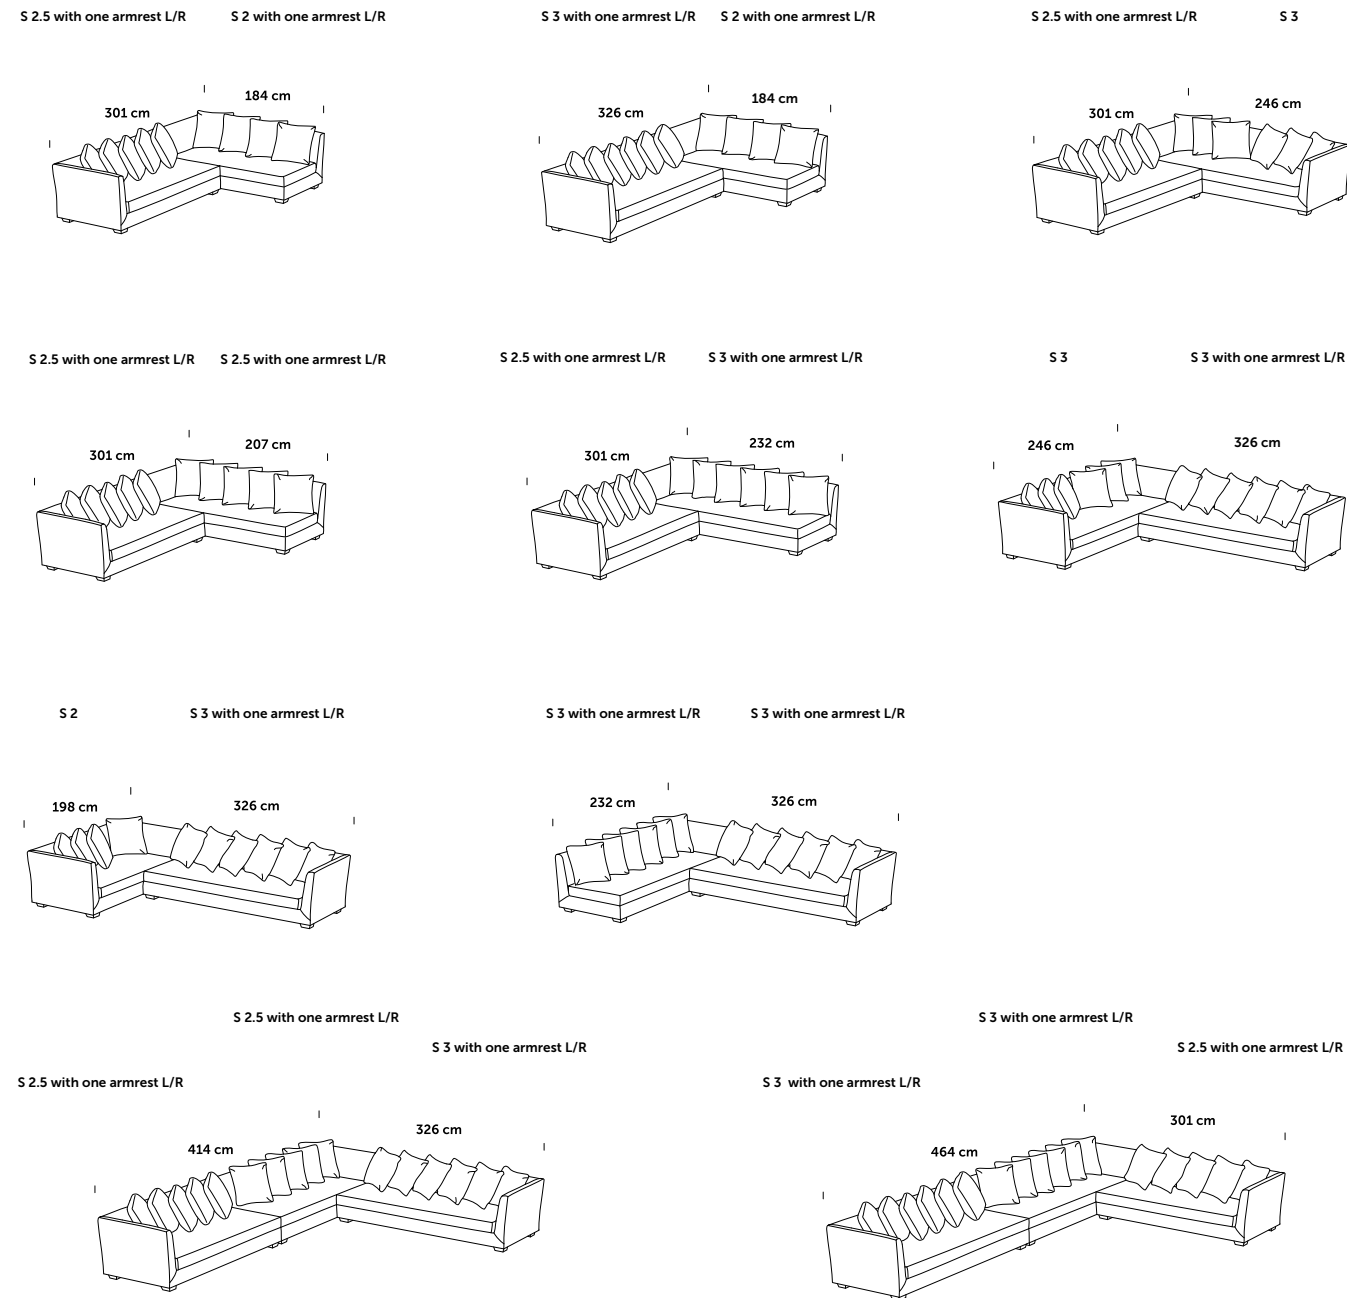 S 2.5 with one armrest L/R S 2 with one armrest L/R
301 cm 184 cm
S 3 with one armrest L/R S 2 with one armrest L/R
326 cm 184 cm
S 2.5 with one armrest L/R S 3
301 cm 246 cm
S 2.5 with one armrest L/R S 2.5 with one armrest L/R
301 cm 207 cm
S 2.5 with one armrest L/R S 3 with one armrest L/R
301 cm 232 cm
S 3 S 3 with one armrest L/R
246 cm 326 cm
S 2 S 3 with one armrest L/R
198 cm 326 cm
S 3 with one armrest L/R S 3 with one armrest L/R
232 cm 326 cm
S 2.5 with one armrest L/R
S 3 with one armrest L/R
S 2.5 with one armrest L/R
414 cm 326 cm
S 3 with one armrest L/R
S 2.5 with one armrest L/R
S 3 with one armrest L/R
464 cm 301 cm